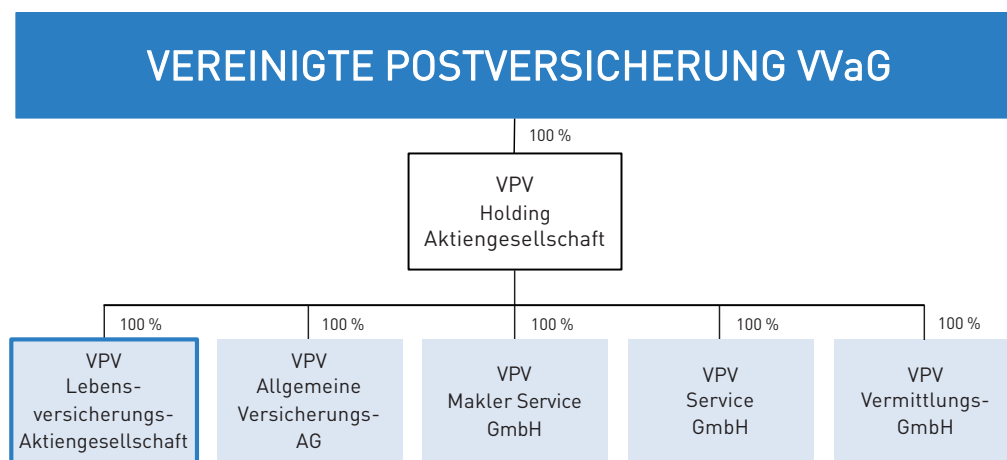 VEREINIGTE POSTVERSICHERUNG VVaG
100 %
VPV
Holding
Aktiengesellschaft
100 %
100 %
100 %
100 %
100 %
VPV
Lebens-
versicherungs-
Aktiengesellschaft
VPV
Allgemeine
Versicherungs-
AG
VPV
Makler Service
GmbH
VPV
Service
GmbH
VPV
Vermittlungs-
GmbH